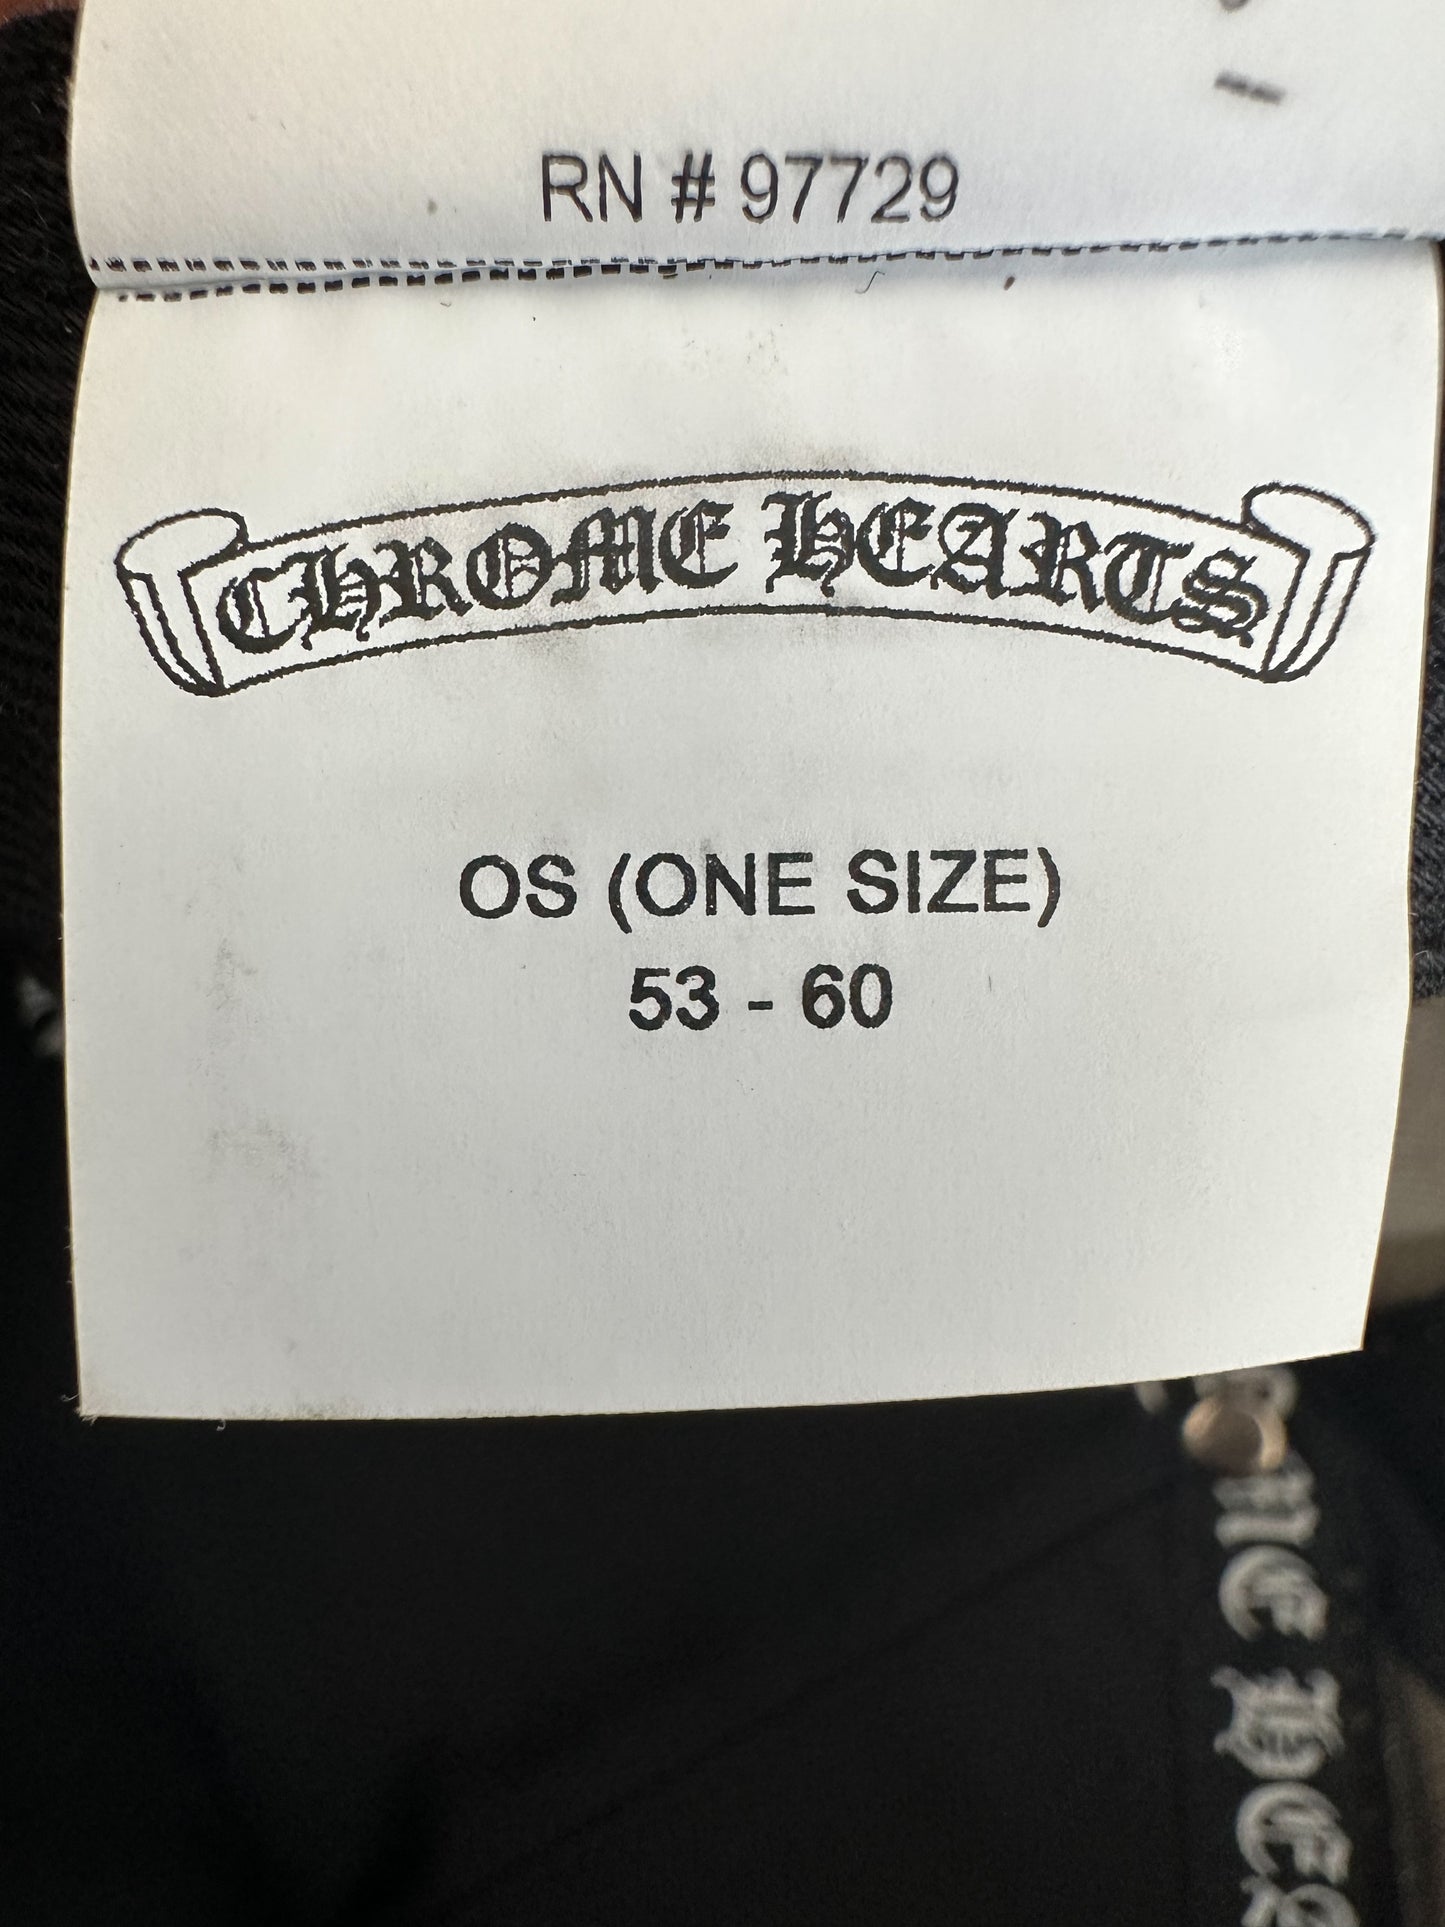 RN # 97729
CHROME HEARTS
OS (ONE SIZE)
53 - 60